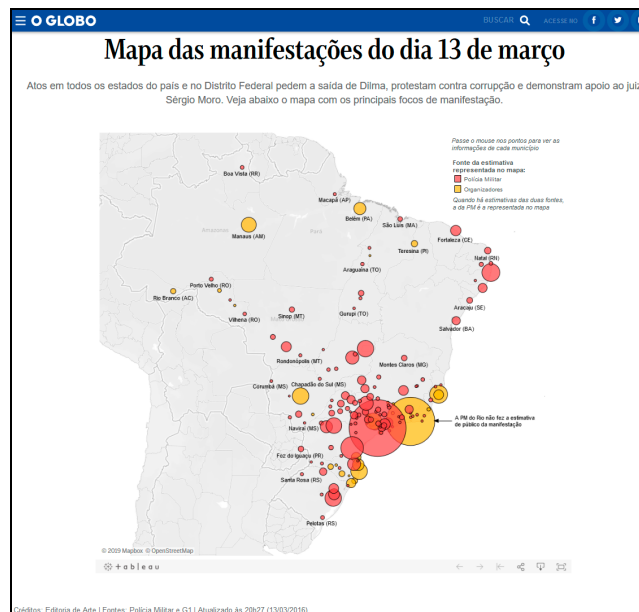 O GLOBO
BUSCAR
ACESSE NO
Mapa das manifestações do dia 13 de março
Atos em todos os estados do país e no Distrito Federal pedem a saída de Dilma, protestam contra corrupção e demonstram apoio ao juiz
Sérgio Moro. Veja abaixo o mapa com os principais focos de manifestação.
Passe o mouse nos pontos para ver as
informações de cada município
Fonte da estimativa
representada no mapa:
Polícia Militar
Organizadores
Quando há estimativas das duas fontes,
a da PM é a representada no mapa
Boa Vista (RR)
Macapá (AP)
Belém (PA)
São Luis (MA)
Amazonas
Pará
Manaus (AM)
Teresina (PI)
Fortaleza (CE)
Natal (RN)
Araguaína (TO)
Porto Velho (RO)
Rio Branco (AC)
Vilhena (RO)
Sinop (MT)
Gurupi (TO)
Aracaju (SE)
Salvador (BA)
Rondonópolis (MT)
Montes Claros (MG)
Corumbá (MS)
Chapadão do Sul (MS)
A PM do Rio não fez a estimativa
de público da manifestação
Naviraí (MS)
Foz do Iguaçu (PR)
Santa Rosa (RS)
Pelotas (RS)
© 2019 Mapbox © OpenStreetMap
+ a b l e a u
Créditos: Editoria de Arte | Fontes: Polícia Militar e G1 | Atualizado às 20h27 (13/03/2016)